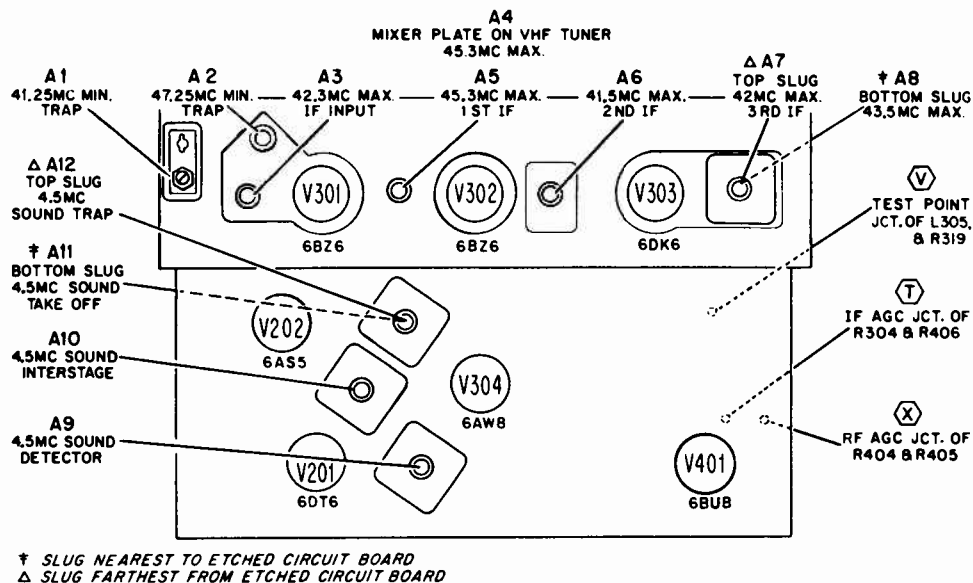 A4
MIXER PLATE ON VHF TUNER
45.3MC MAX.
A1
41.25MC MIN.
TRAP
A2
47.25MC MIN.
TRAP
A3
42.3MC MAX.
IF INPUT
A5
45.3MC MAX.
1ST IF
A6
41.5MC MAX.
2ND IF
Δ A7
TOP SLUG
42MC MAX.
3RD IF
‡ A8
BOTTOM SLUG
43.5MC MAX.
Δ A12
TOP SLUG
4.5MC
SOUND TRAP
V301
6BZ6
V302
6BZ6
V303
6DK6
V
TEST POINT
JCT. OF L305,
& R319
‡ A11
BOTTOM SLUG
4.5MC SOUND
TAKE OFF
V202
6AS5
T
IF AGC JCT. OF
R304 & R406
A10
4.5MC SOUND
INTERSTAGE
V304
6AW8
X
RF AGC JCT. OF
R404 & R405
A9
4.5MC SOUND
DETECTOR
V201
6DT6
V401
6BU8
‡ SLUG NEAREST TO ETCHED CIRCUIT BOARD
Δ SLUG FARTHEST FROM ETCHED CIRCUIT BOARD